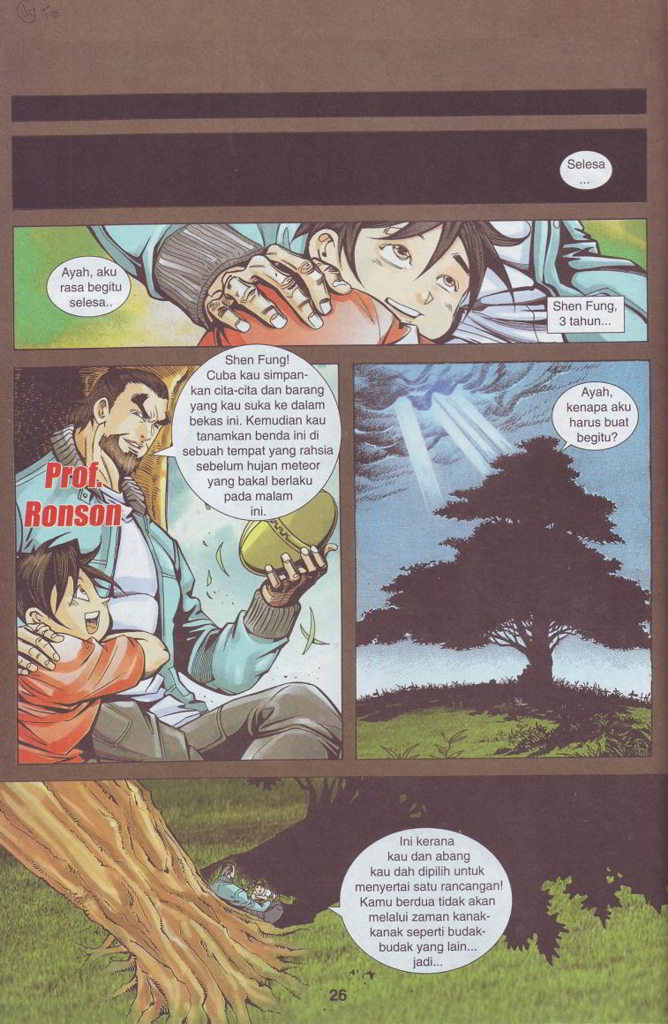 Selesa
...
Ayah, aku
rasa begitu
selesa..
Shen Fung,
3 tahun...
Shen Fung!
Cuba kau simpan-
kan cita-cita dan barang
yang kau suka ke dalam
bekas ini. Kemudian kau
tanamkan benda ini di
sebuah tempat yang rahsia
sebelum hujan meteor
yang bakal berlaku
pada malam
ini.
Prof.
Ronson
Ayah,
kenapa aku
harus buat
begitu?
Ini kerana
kau dan abang
kau dah dipilih untuk
menyertai satu rancangan!
Kamu berdua tidak akan
melalui zaman kanak-
kanak seperti budak-
budak yang lain...
jadi...
26